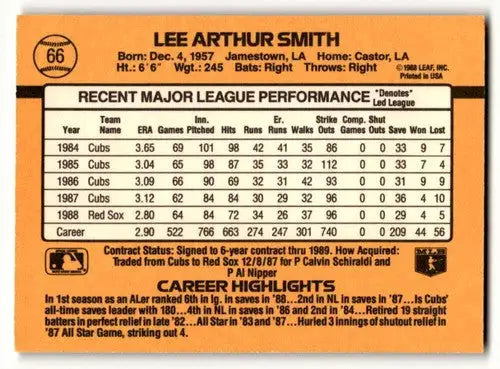 66
LEE ARTHUR SMITH
Born: Dec. 4, 1957 Jamestown, LA Home: Castor, LA
Ht.: 6'6" Wgt.: 245 Bats: Right Throws: Right
©1988 LEAF, INC.
Printed in USA
RECENT MAJOR LEAGUE PERFORMANCE *Denotes* Led League
Year Team Name ERA Games Inn. Pitched Hits Runs Er. Runs Walks Strike Outs Comp. Games Shut Outs Save Won Lost
1984 Cubs 3.65 69 101 98 42 41 35 86 0 0 33 9 7
1985 Cubs 3.04 65 98 87 35 33 32 112 0 0 33 7 4
1986 Cubs 3.09 66 90 69 32 31 42 93 0 0 31 9 9
1987 Cubs 3.12 62 84 84 30 29 32 96 0 0 36 4 10
1988 Red Sox 2.80 64 84 72 34 26 37 96 0 0 29 4 5
Career 2.90 522 766 663 274 247 301 740 0 0 209 44 56
Contract Status: Signed to 6-year contract thru 1989. How Acquired:
Traded from Cubs to Red Sox 12/8/87 for P Calvin Schiraldi and
P Al Nipper
CAREER HIGHLIGHTS
In 1st season as an ALer ranked 6th in lg. in saves in '88...2nd in NL in saves in '87...Is Cubs'
all-time saves leader with 180...4th in NL in saves in '86 and 2nd in '84...Retired 19 straight
batters in perfect relief in late '82...All Star in '83 and '87...Hurled 3 innings of shutout relief in
'87 All Star Game, striking out 4.